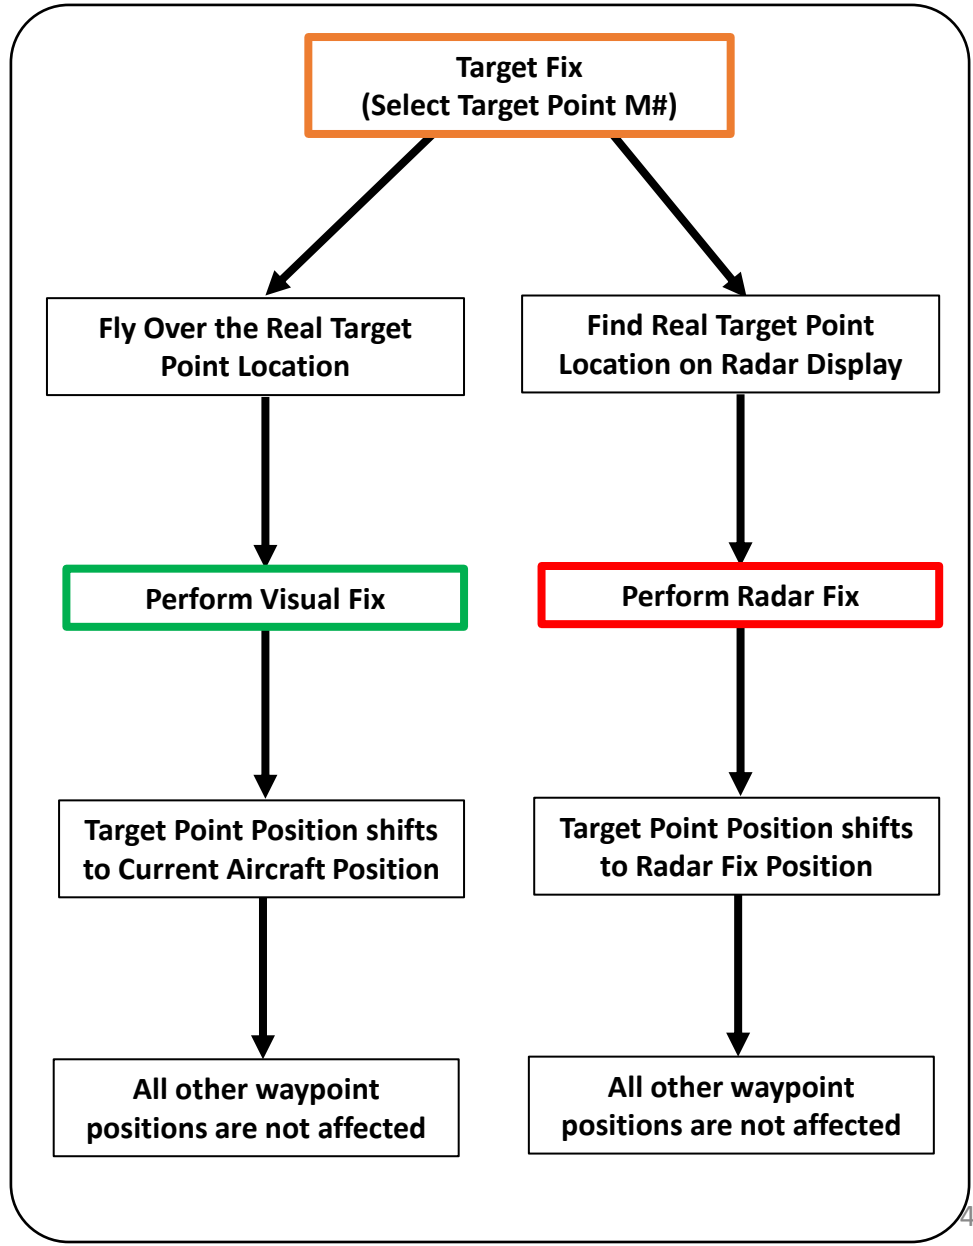 Target Fix
(Select Target Point M#)
Fly Over the Real Target
Point Location
Find Real Target Point
Location on Radar Display
Perform Visual Fix
Perform Radar Fix
Target Point Position shifts
to Current Aircraft Position
Target Point Position shifts
to Radar Fix Position
All other waypoint
positions are not affected
All other waypoint
positions are not affected
4